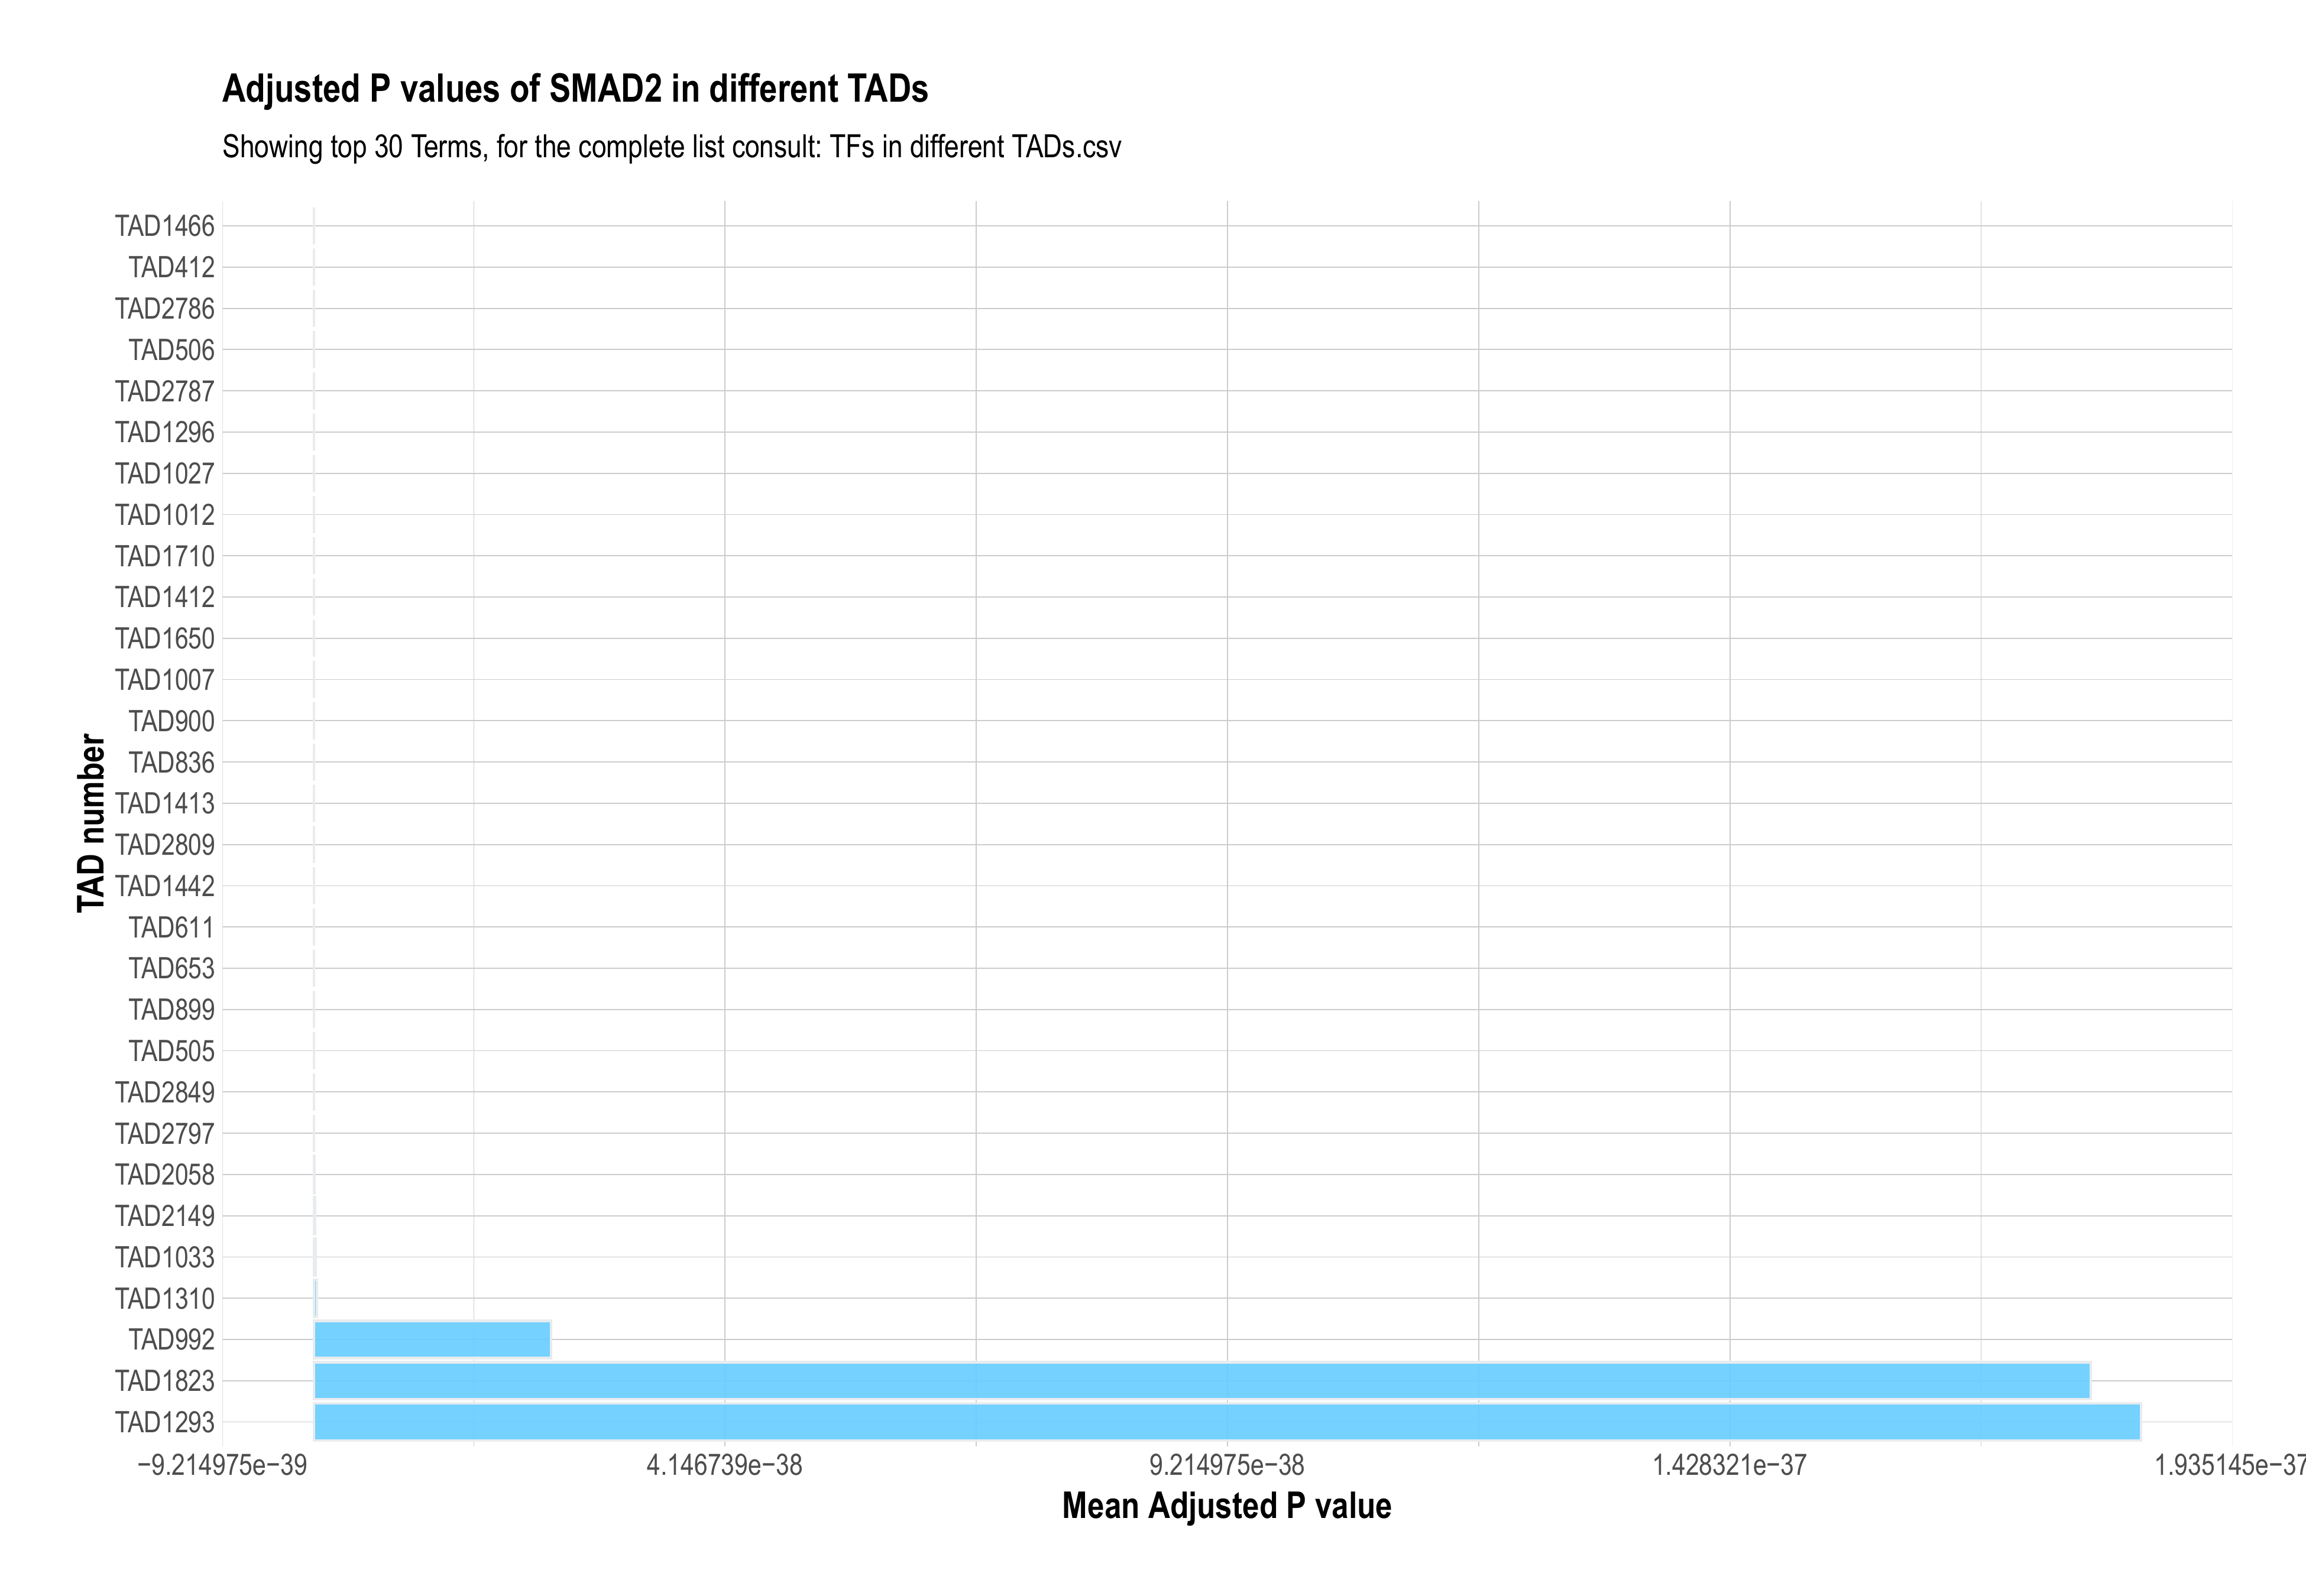 Adjusted P values of SMAD2 in different TADs
Showing top 30 Terms, for the complete list consult: TFs in different TADs.csv
TAD number
TAD1466
TAD412
TAD2786
TAD506
TAD2787
TAD1296
TAD1027
TAD1012
TAD1710
TAD1412
TAD1650
TAD1007
TAD900
TAD836
TAD1413
TAD2809
TAD1442
TAD611
TAD653
TAD899
TAD505
TAD2849
TAD2797
TAD2058
TAD2149
TAD1033
TAD1310
TAD992
TAD1823
TAD1293
−9.214975e−39 4.146739e−38 9.214975e−38 1.428321e−37 1.935145e−37
Mean Adjusted P value